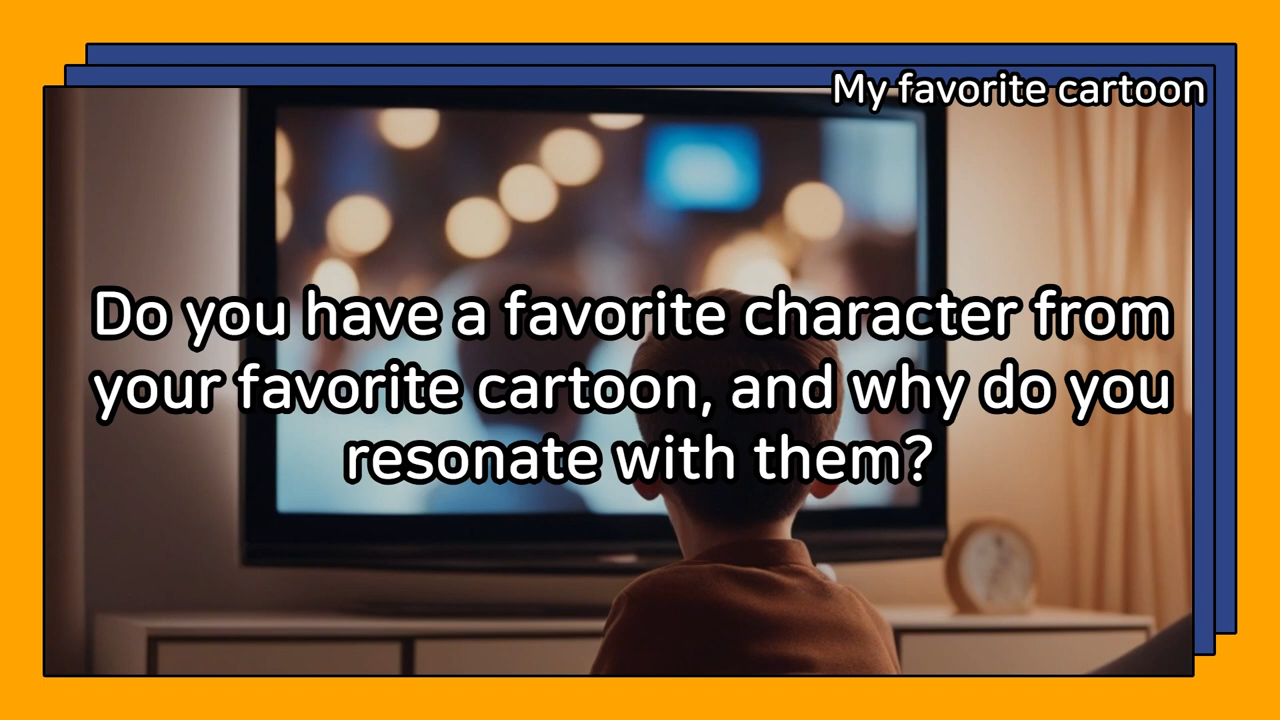 My favorite cartoon
Do you have a favorite character from
your favorite cartoon, and why do you
resonate with them?